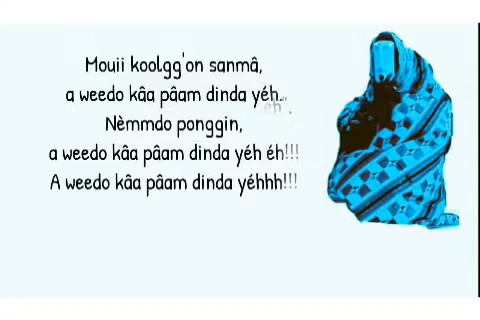 Mouii koolgg'on sanmâ,
a weedo kâa pâam dinda yéh.
Nèmmdo ponggin,
a weedo kâa pâam dinda yéh éh!!!
A weedo kâa pâam dinda yéhhh!!!